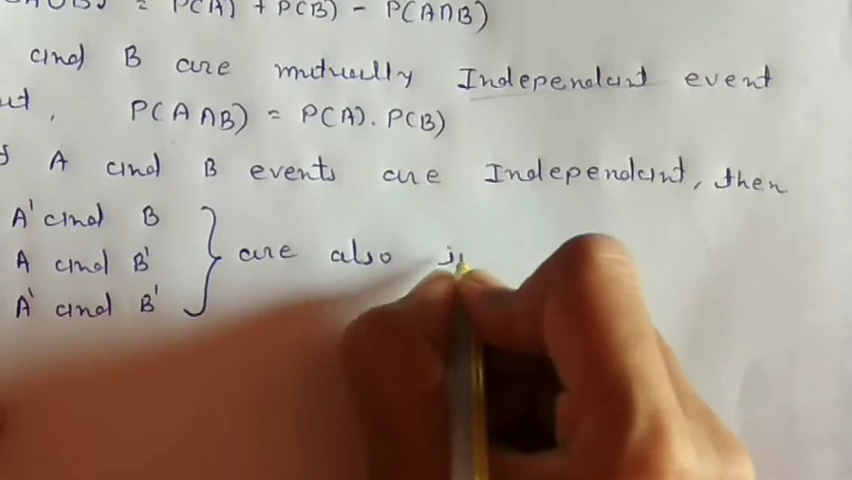 = P(A) + P(B) - P(A∩B)
and B are mutually Independent event
P(A∩B) = P(A). P(B)
A and B events are Independent, then
A' and B
A and B' } are also
A' and B'